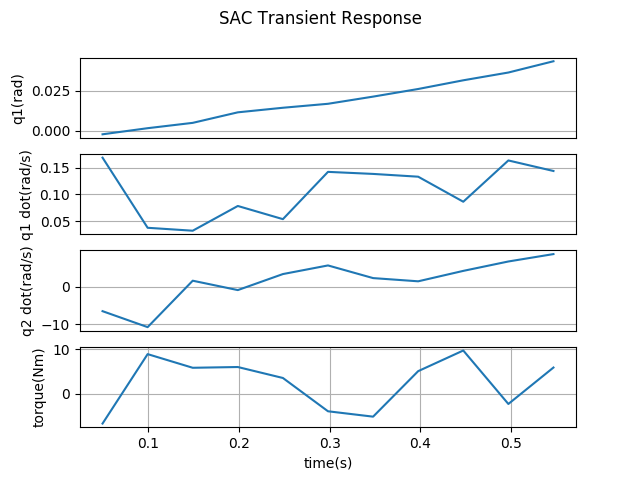 SAC Transient Response
q1(rad)
0.025
0.000
q1 dot(rad/s)
0.15
0.10
0.05
q2 dot(rad/s)
0
−10
torque(Nm)
10
0
0.1 0.2 0.3 0.4 0.5
time(s)